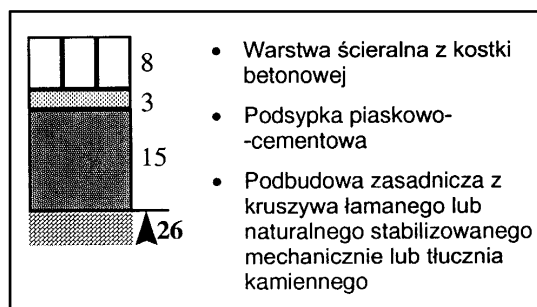 8
3
15
26
• Warstwa ścieralna z kostki
betonowej
• Podsypka piaskowo-
-cementowa
• Podbudowa zasadnicza z
kruszywa łamanego lub
naturalnego stabilizowanego
mechanicznie lub tłucznia
kamiennego